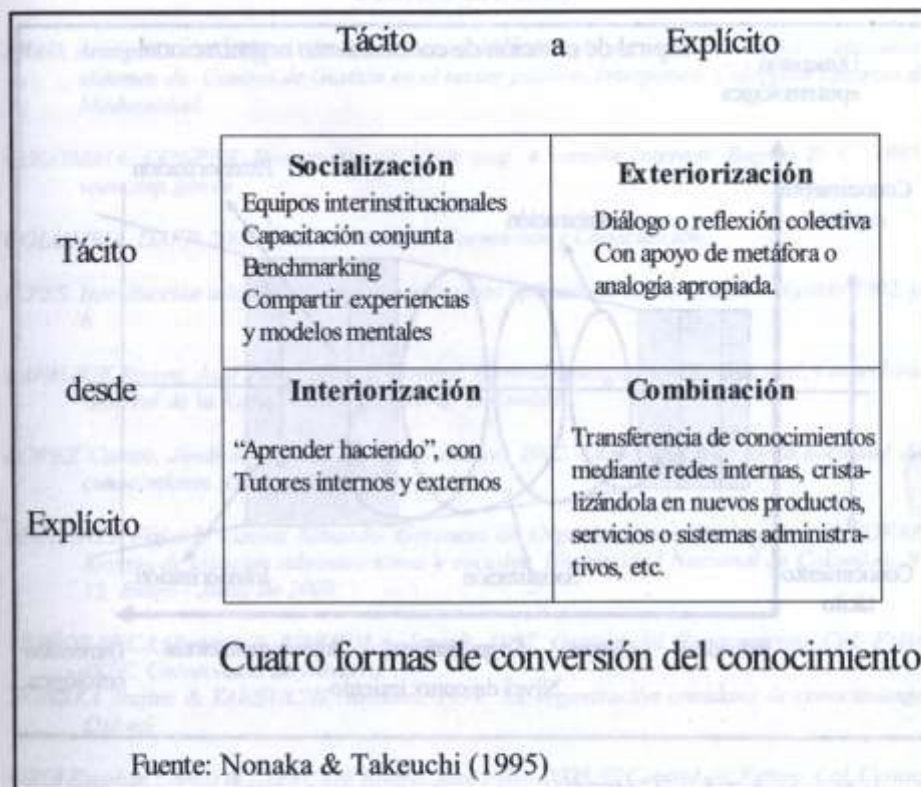 Tácito a Explícito
Socialización
Equipos interinstitucionales
Capacitación conjunta
Benchmarking
Compartir experiencias
y modelos mentales
Exteriorización
Diálogo o reflexión colectiva
Con apoyo de metáfora o
analogía apropiada.
Tácito
desde
Explícito
Interiorización
“Aprender haciendo”, con
Tutores internos y externos
Combinación
Transferencia de conocimientos
mediante redes internas, crista-
lizándola en nuevos productos,
servicios o sistemas administra-
tivos, etc.
Cuatro formas de conversión del conocimiento
Fuente: Nonaka & Takeuchi (1995)